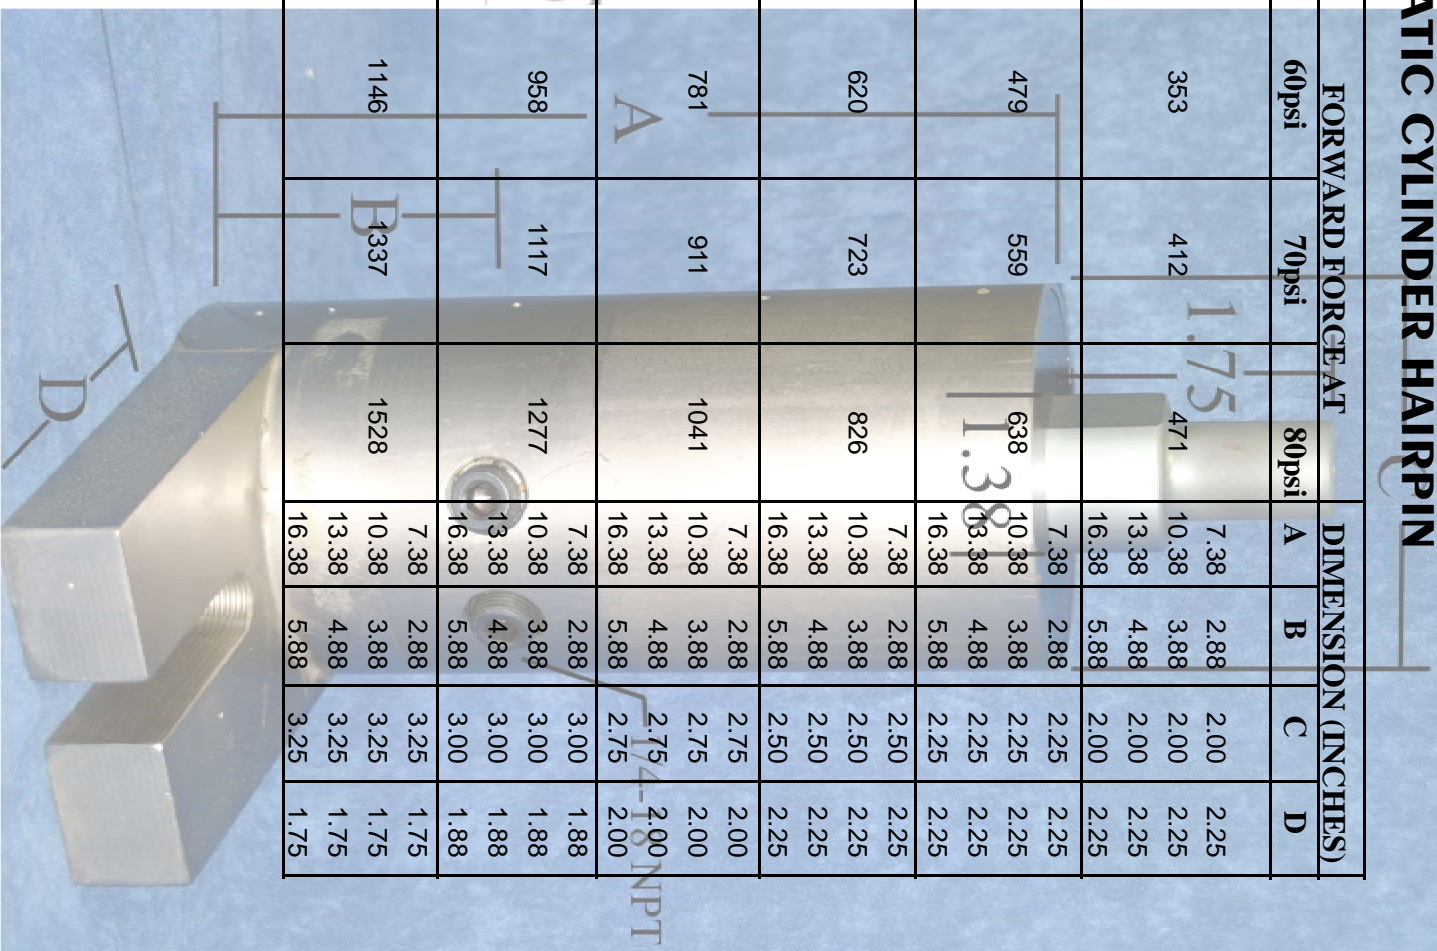 ATIC CYLINDER HAIRPIN
FORWARD FORCE AT DIMENSION (INCHES)
60psi 70psi 80psi A B C D
7.38 2.88 2.00 2.25
353 412 471 10.38 3.88 2.00 2.25
13.38 4.88 2.00 2.25
16.38 5.88 2.00 2.25
7.38 2.88 2.25 2.25
479 559 638 10.38 3.88 2.25 2.25
13.38 4.88 2.25 2.25
16.38 5.88 2.25 2.25
7.38 2.88 2.50 2.25
620 723 826 10.38 3.88 2.50 2.25
13.38 4.88 2.50 2.25
16.38 5.88 2.50 2.25
7.38 2.88 2.75 2.00
781 911 1041 10.38 3.88 2.75 2.00
13.38 4.88 2.75 2.00
16.38 5.88 2.75 2.00
7.38 2.88 3.00 1.88
958 1117 1277 10.38 3.88 3.00 1.88
13.38 4.88 3.00 1.88
16.38 5.88 3.00 1.88
7.38 2.88 3.25 1.75
1146 1337 1528 10.38 3.88 3.25 1.75
13.38 4.88 3.25 1.75
16.38 5.88 3.25 1.75
C
1.75
1.38
A
B
1/4-18 NPT
D